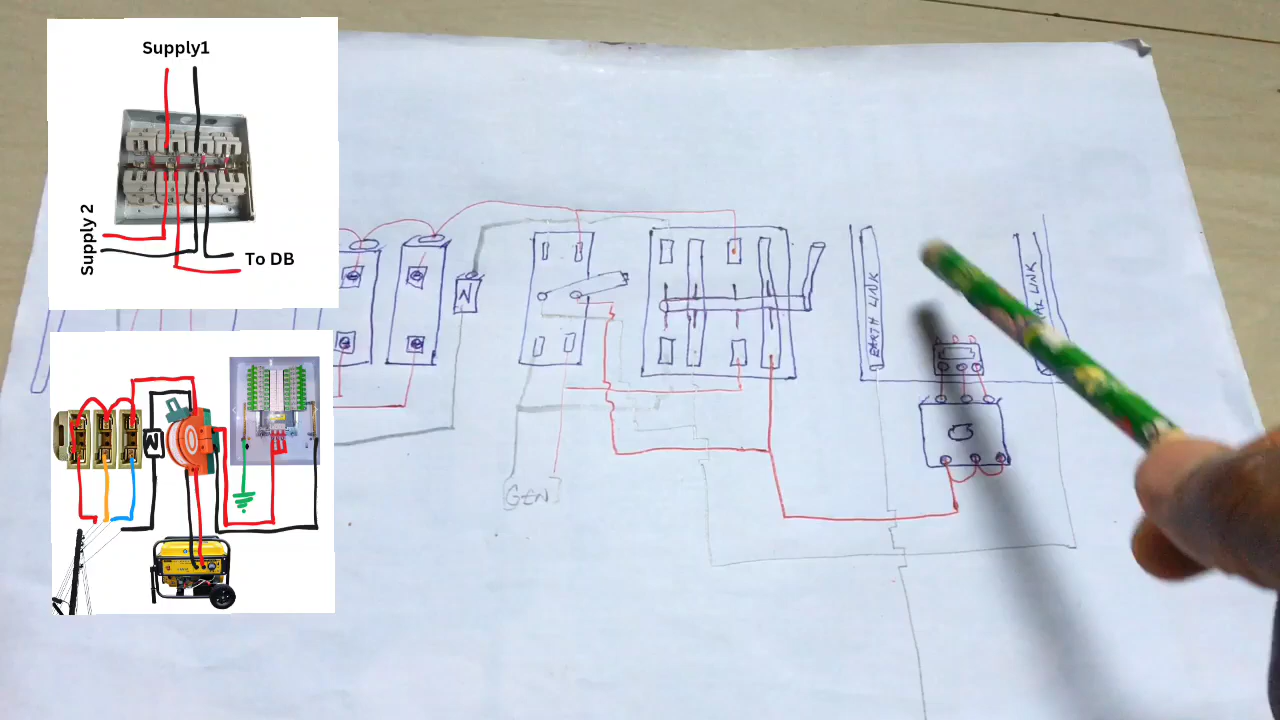 Supply1
Supply 2
To DB
N
N
EARTH LINK
AL LINK
GEN